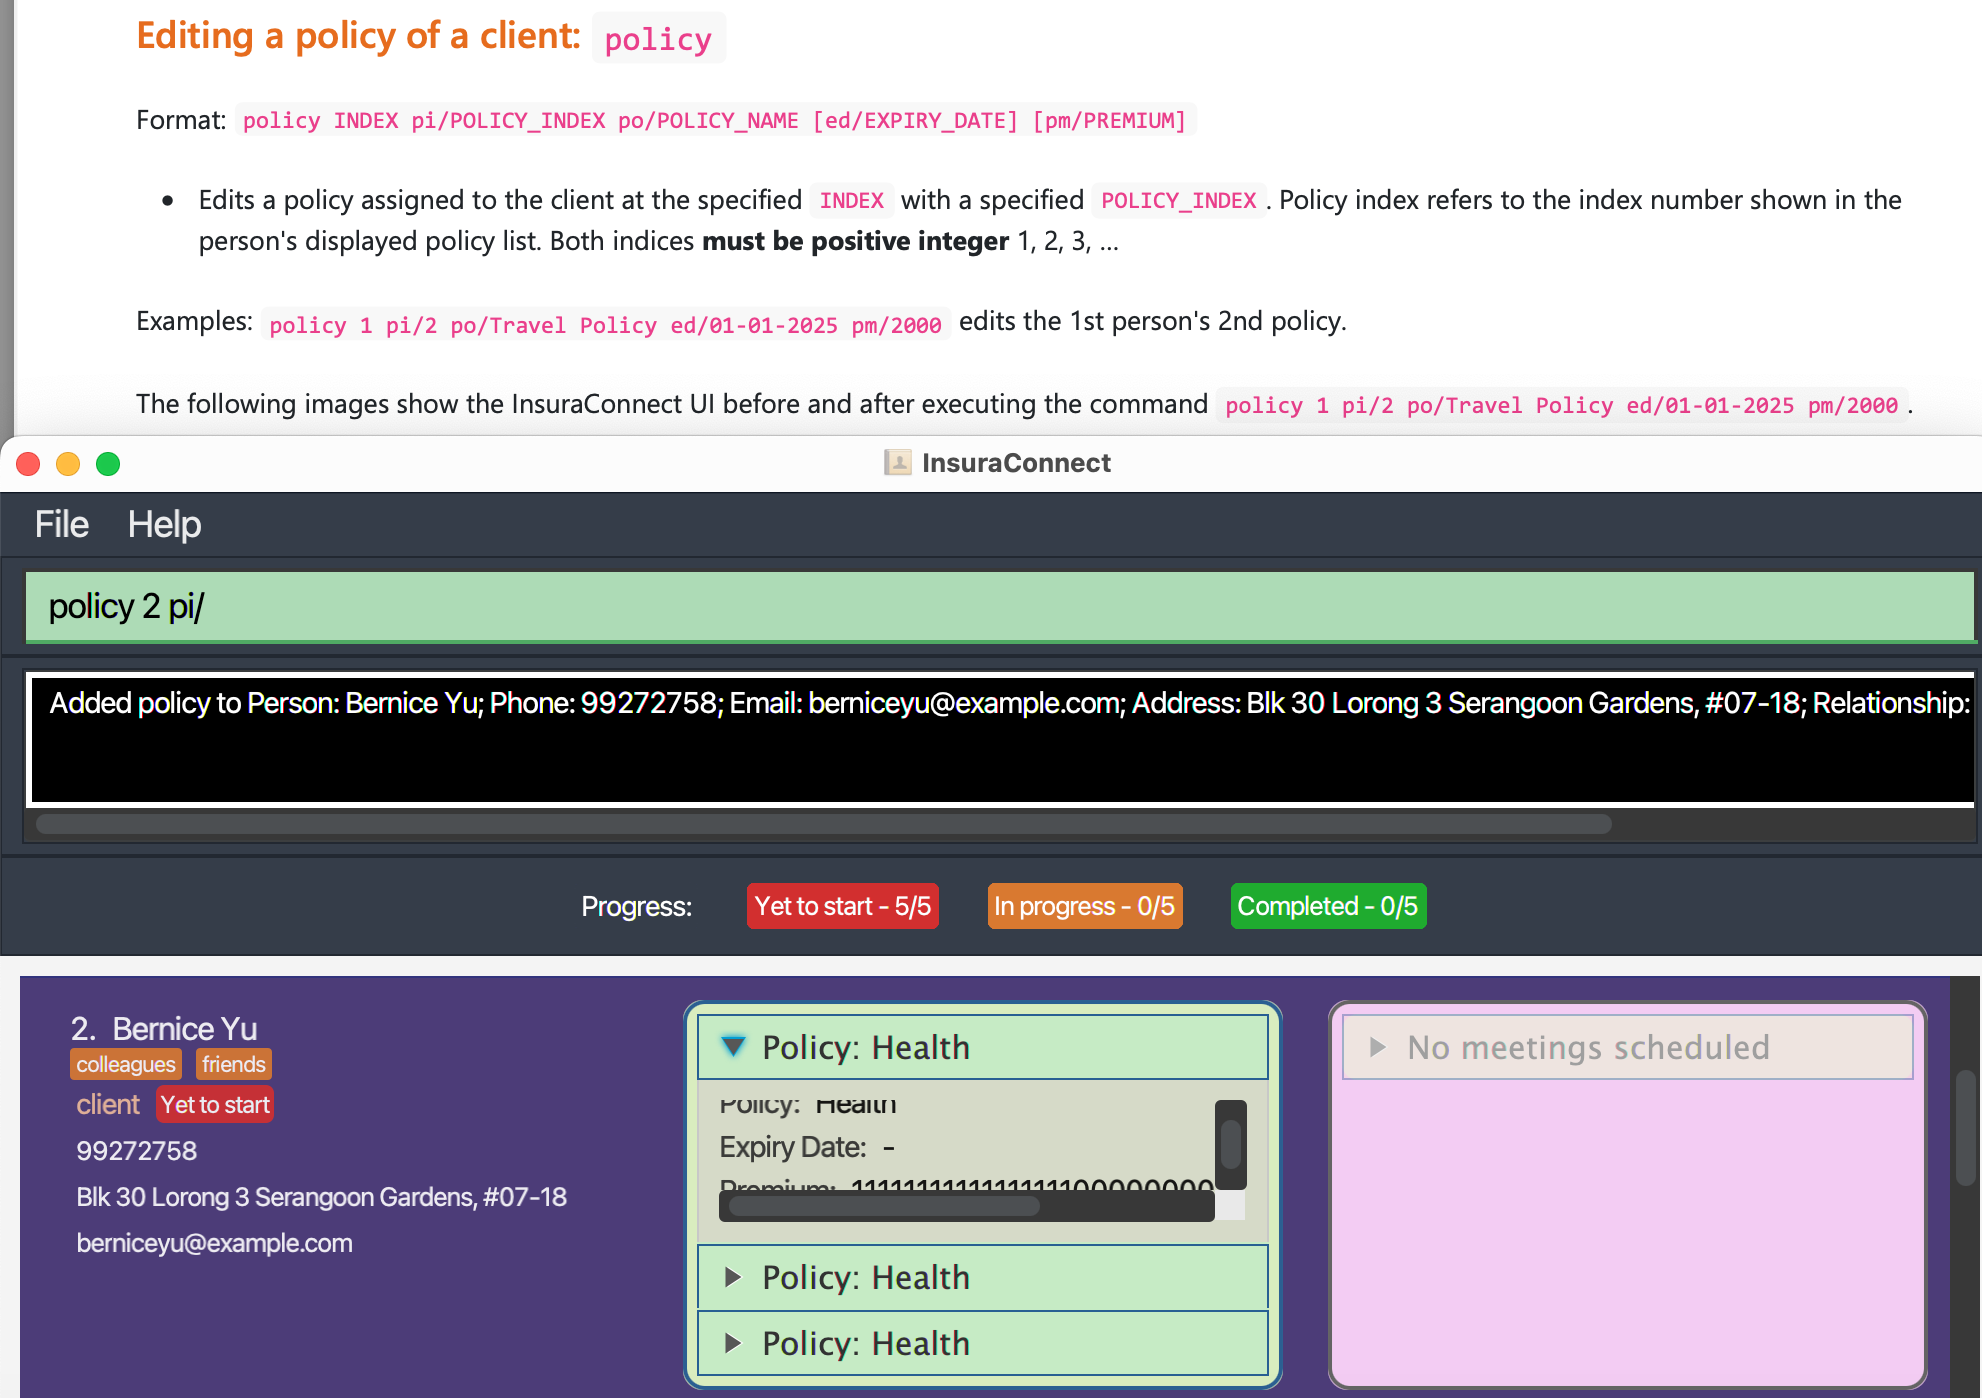 Editing a policy of a client: policy
Format: policy INDEX pi/POLICY_INDEX po/POLICY_NAME [ed/EXPIRY_DATE] [pm/PREMIUM]
• Edits a policy assigned to the client at the specified INDEX with a specified POLICY_INDEX. Policy index refers to the index number shown in the
person's displayed policy list. Both indices must be positive integer 1, 2, 3, ...
Examples: policy 1 pi/2 po/Travel Policy ed/01-01-2025 pm/2000 edits the 1st person's 2nd policy.
The following images show the InsuraConnect UI before and after executing the command policy 1 pi/2 po/Travel Policy ed/01-01-2025 pm/2000.
InsuraConnect
File Help
policy 2 pi/
Added policy to Person: Bernice Yu; Phone: 99272758; Email: berniceyu@example.com; Address: Blk 30 Lorong 3 Serangoon Gardens, #07-18; Relationship:
Progress: Yet to start - 5/5 In progress - 0/5 Completed - 0/5
2. Bernice Yu
colleagues friends
client Yet to start
99272758
Blk 30 Lorong 3 Serangoon Gardens, #07-18
berniceyu@example.com
Policy: Health
Policy: Health
Expiry Date: -
Premium:
Policy: Health
Policy: Health
No meetings scheduled